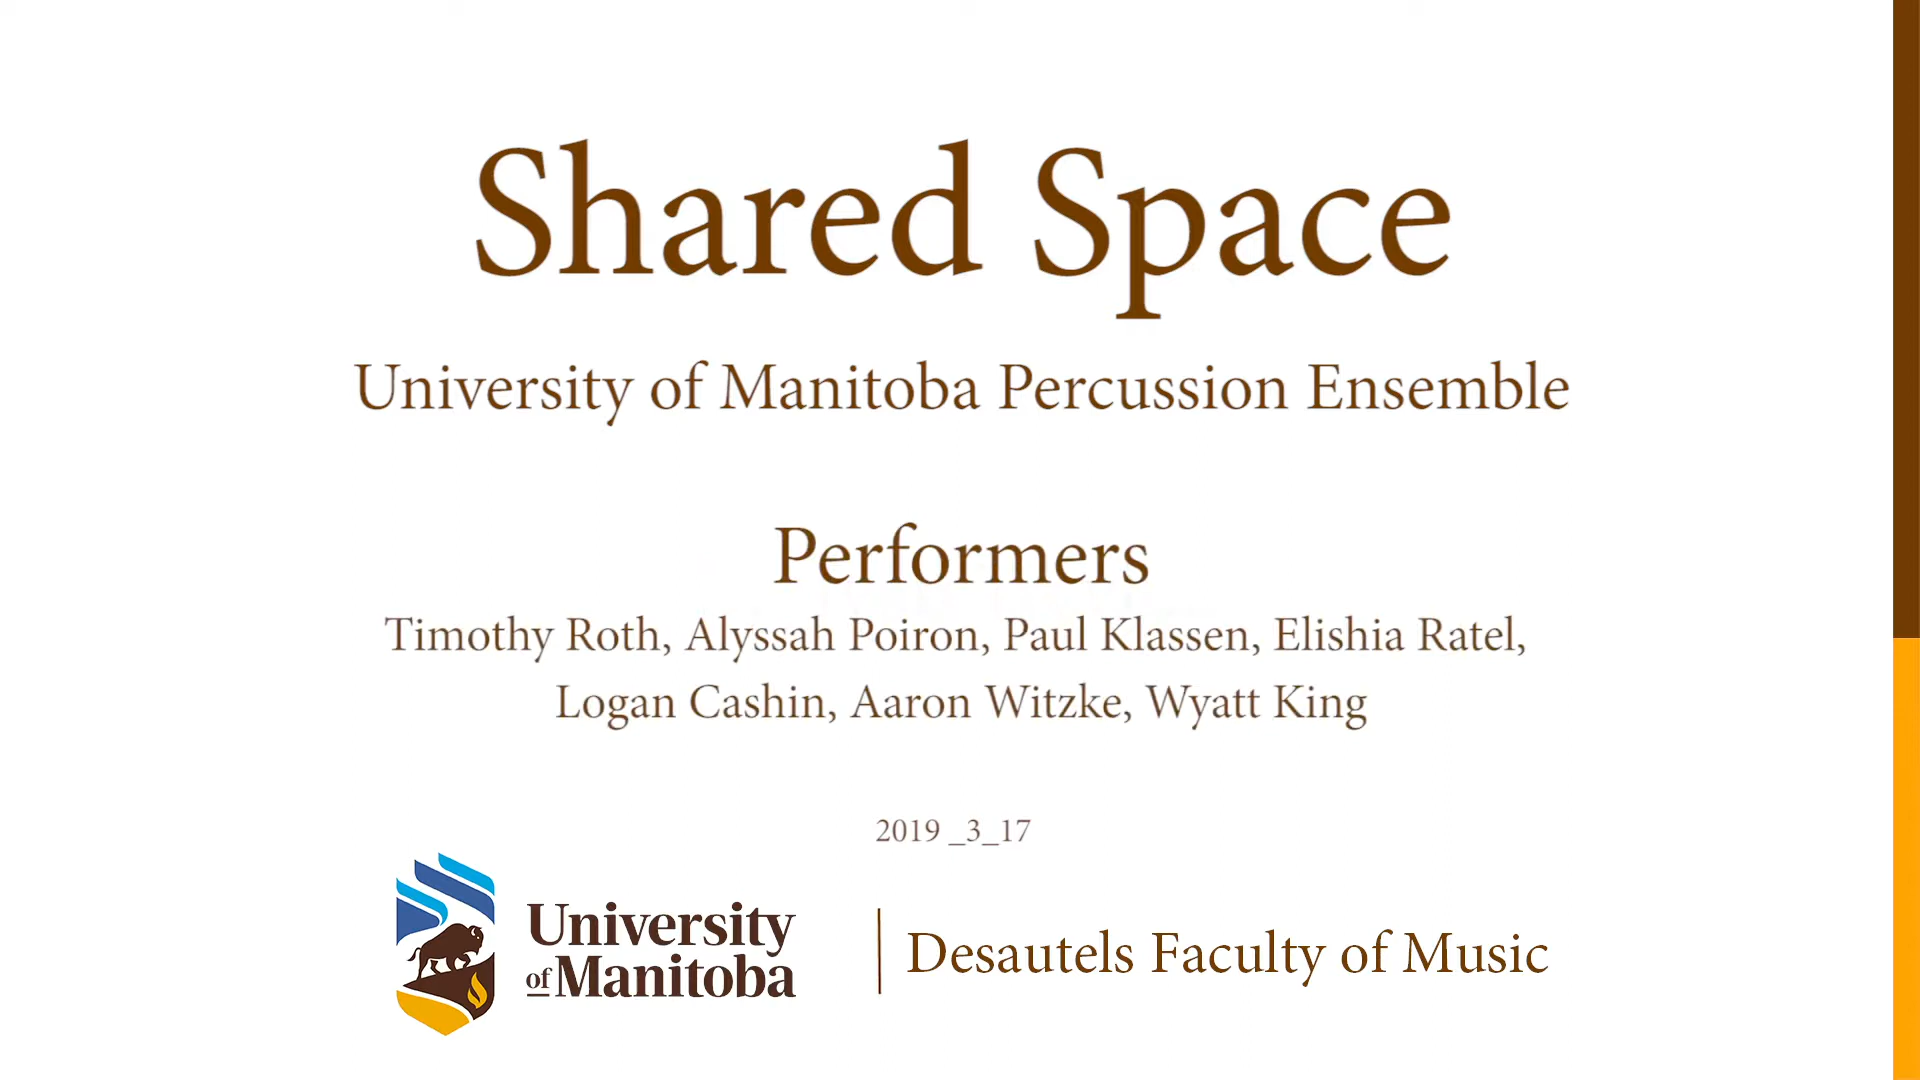 Shared Space
University of Manitoba Percussion Ensemble
Performers
Timothy Roth, Alyssah Poiron, Paul Klassen, Elishia Ratel,
Logan Cashin, Aaron Witzke, Wyatt King
2019 _3_17
University
of Manitoba
Desautels Faculty of Music